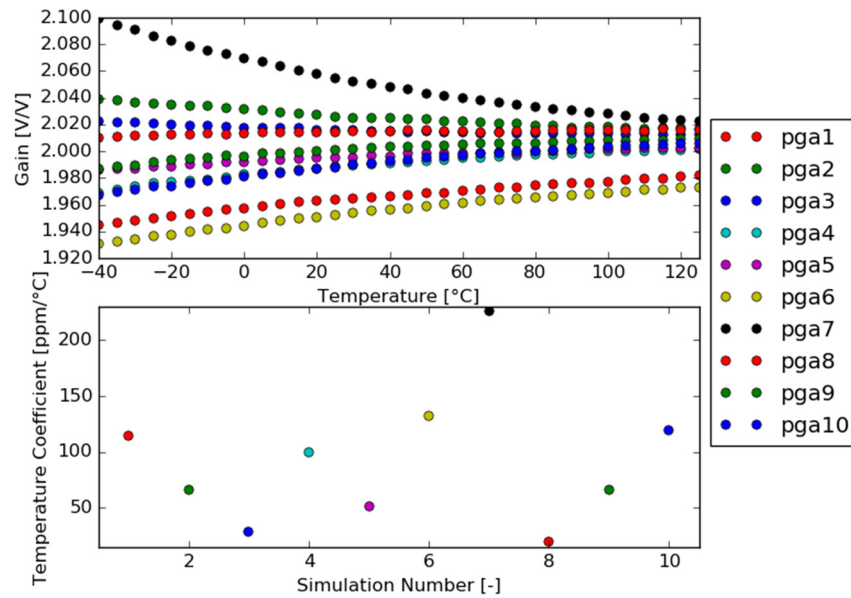 2.100
2.080
2.060
2.040
2.020
2.000
1.980
1.960
1.940
1.920
Gain [V/V]
−40 −20 0 20 40 60 80 100 120
Temperature [°C]
200
150
100
50
Temperature Coefficient [ppm/°C]
2 4 6 8 10
Simulation Number [-]
pga1
pga2
pga3
pga4
pga5
pga6
pga7
pga8
pga9
pga10